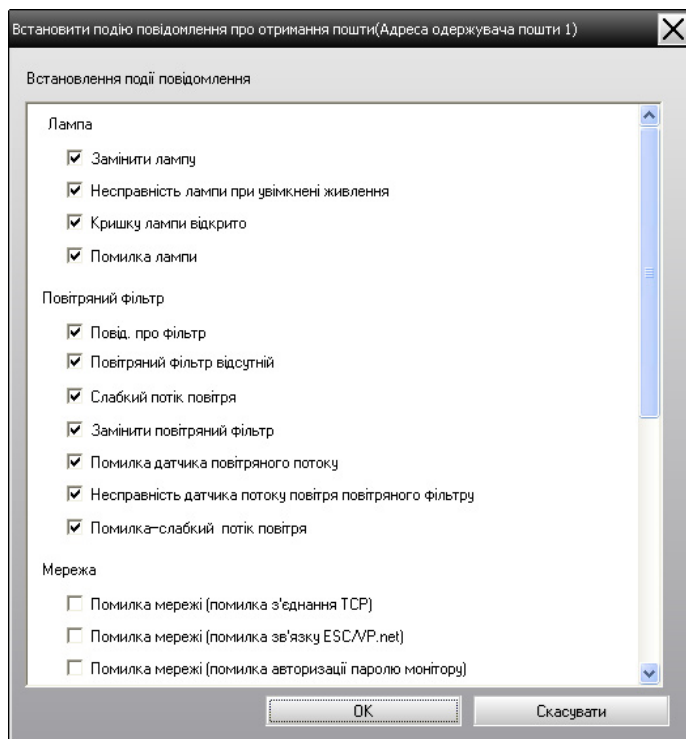 Встановити подію повідомлення про отримання пошти(Адреса одержувача пошти 1)
Встановлення події повідомлення
Лампа
Замінити лампу
Несправність лампи при увімкнені живлення
Кришку лампи відкрито
Помилка лампи
Повітряний фільтр
Повід. про фільтр
Повітряний фільтр відсутній
Слабкий потік повітря
Замінити повітряний фільтр
Помилка датчика повітряного потоку
Несправність датчика потоку повітря повітряного фільтру
Помилка-слабкий потік повітря
Мережа
Помилка мережі (помилка з'єднання TCP)
Помилка мережі (помилка зв'язку ESC/VP.net)
Помилка мережі (помилка авторизації паролю монітору)
OK
Скасувати